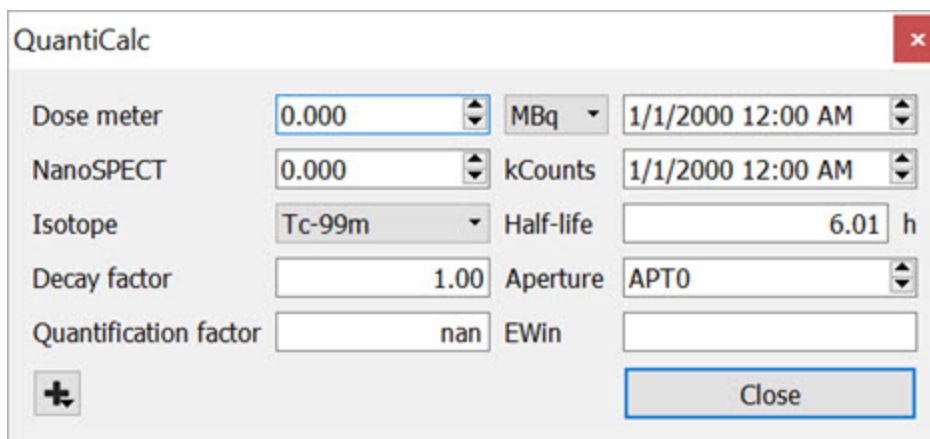 QuantiCalc
Dose meter 0.000 MBq 1/1/2000 12:00 AM
NanoSPECT 0.000 kCounts 1/1/2000 12:00 AM
Isotope Tc-99m Half-life 6.01 h
Decay factor 1.00 Aperture APT0
Quantification factor nan EWin
Close